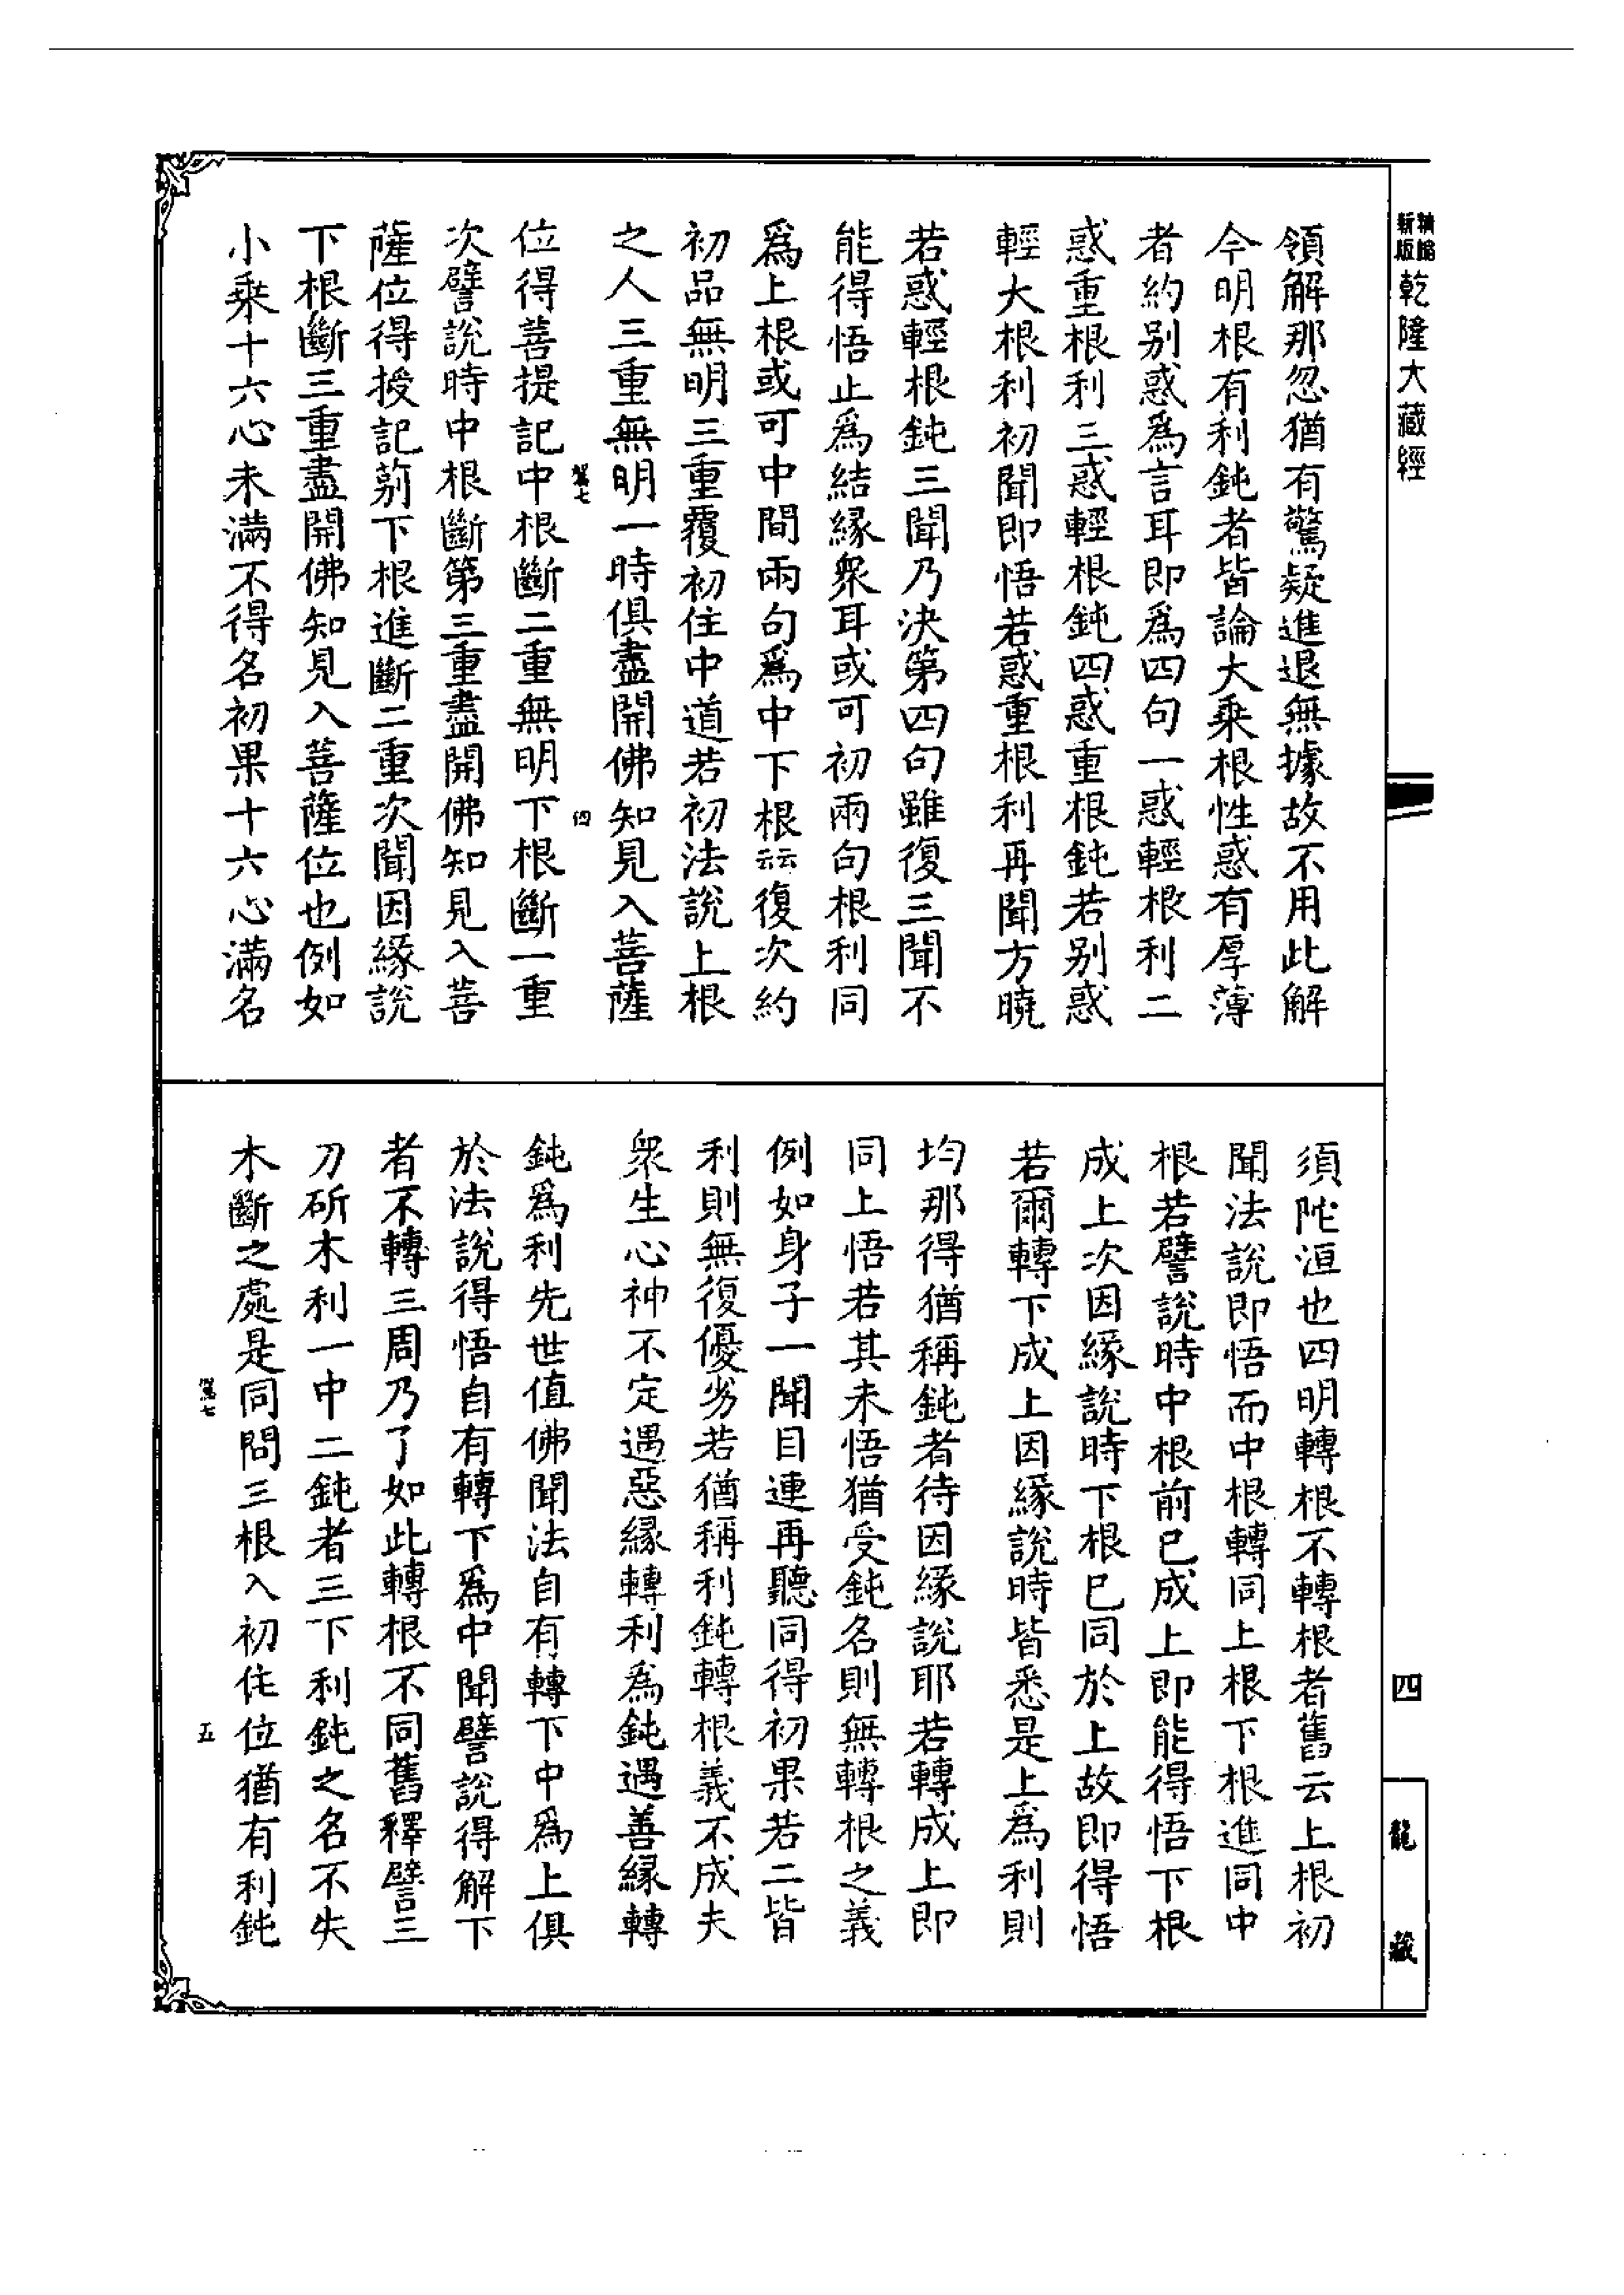 精縮
新版
乾隆大藏經
領解那忽猶有驚疑進退無據故不用此解
今明根有利鈍者皆論大乘根性惑有厚薄
者約別惑爲言耳即爲四句一惑輕根利二
惑重根利三惑輕根鈍四惑重根鈍若別惑
輕大根利初聞即悟若惑重根利再聞方曉
若惑輕根鈍三聞乃決第四句雖復三聞不
能得悟止爲結緣衆耳或可初兩句根利同
爲上根或可中間兩句爲中下根云云復次約
初品無明三重覆初住中道若初法說上根
之人三重無明一時俱盡開佛知見入菩薩
駕七
四
位得菩提記中根斷二重無明下根斷一重
次譬說時中根斷第三重盡開佛知見入菩
薩位得授記莂下根進斷二重次聞因緣說
下根斷三重盡開佛知見入菩薩位也例如
小乘十六心未滿不得名初果十六心滿名
須陀洹也四明轉根不轉根者舊云上根初
聞法說即悟而中根轉同上根下根進同中
根若譬說時中根前已成上即能得悟下根
成上次因緣說時下根已同於上故即得悟
若爾轉下成上因緣說時皆悉是上爲利則
均那得猶稱鈍者待因緣說耶若轉成上即
同上悟若其未悟猶受鈍名則無轉根之義
例如身子一聞目連再聽同得初果若二皆
利則無復優劣若猶稱利鈍轉根義不成夫
衆生心神不定遇惡緣轉利爲鈍遇善緣轉
鈍爲利先世值佛聞法自有轉下中爲上俱
於法說得悟自有轉下爲中聞譬說得解下
者不轉三周乃了如此轉根不同舊釋譬三
刀斫木利一中二鈍者三下利鈍之名不失
木斷之處是同問三根入初住位猶有利鈍
駕七
五
四
龍藏